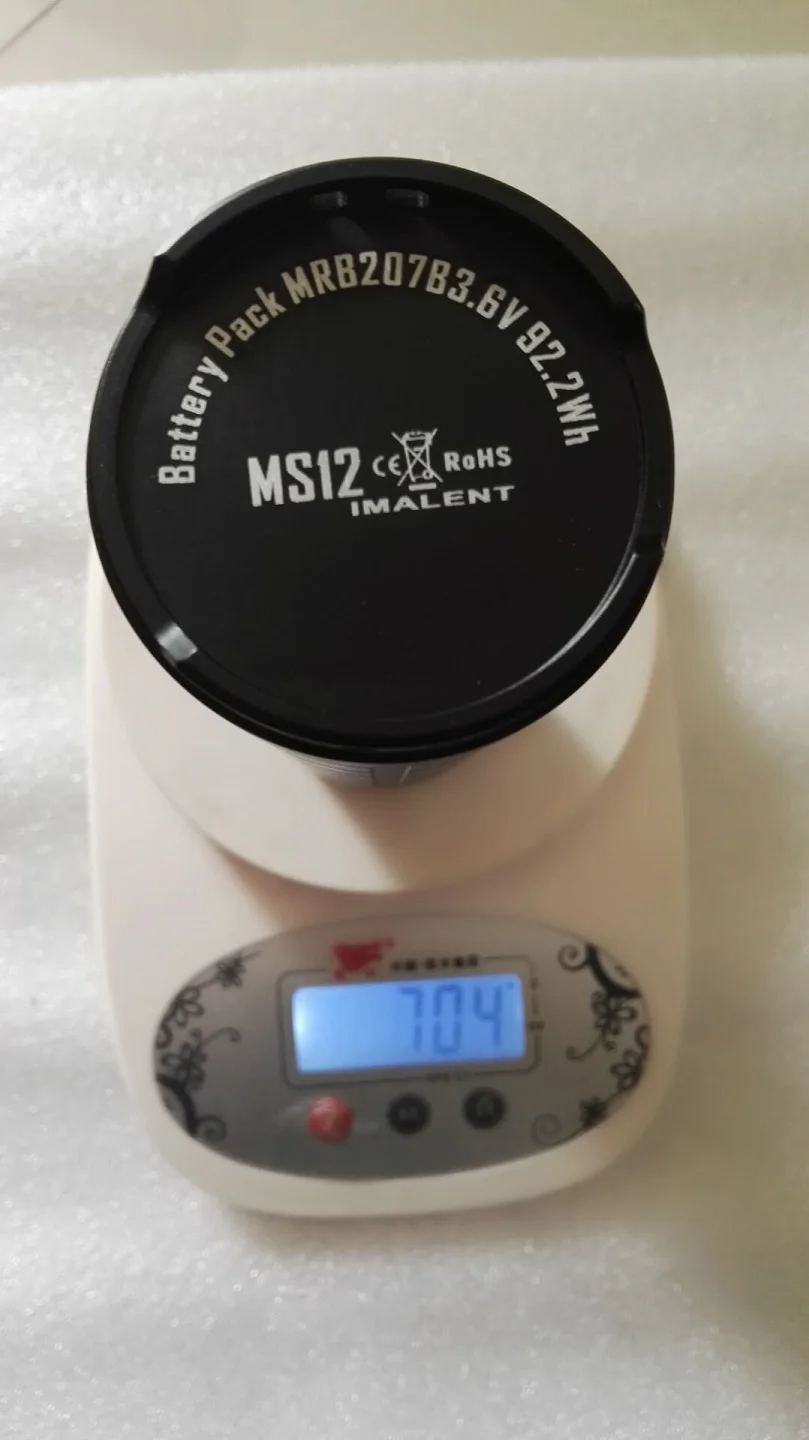 Battery Pack MRB207B3.6V 92.2Wh
MS12 CE RoHS
IMALENT
704